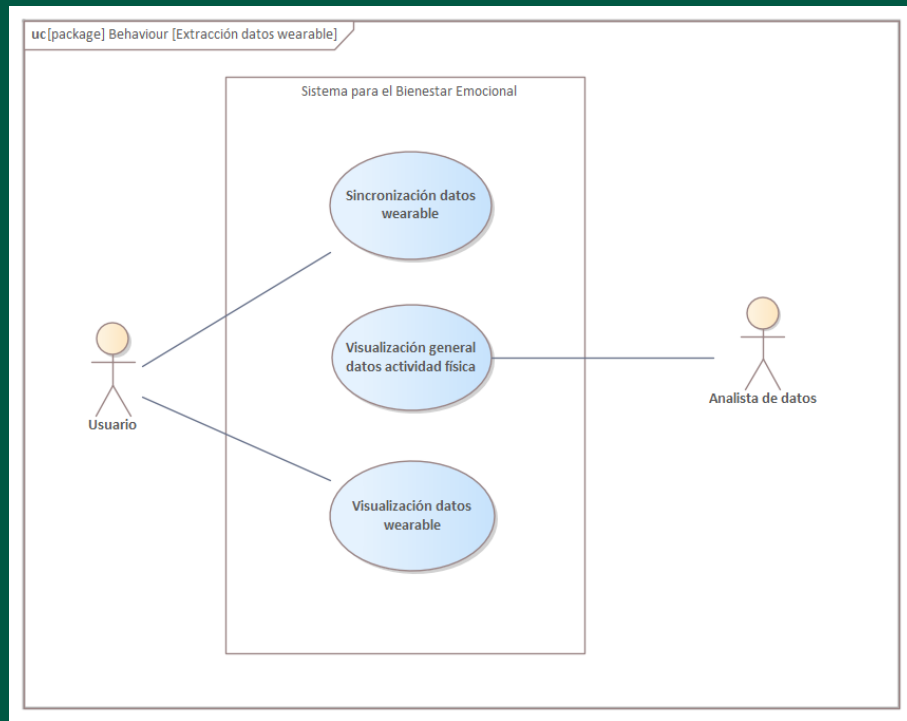 uc [package] Behaviour [Extracción datos wearable]
Sistema para el Bienestar Emocional
Sincronización datos
wearable
Visualización general
datos actividad física
Usuario
Analista de datos
Visualización datos
wearable